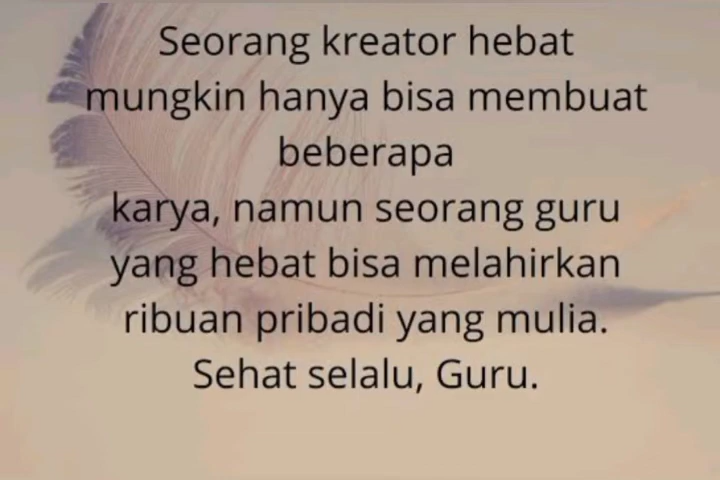 Seorang kreator hebat
mungkin hanya bisa membuat
beberapa
karya, namun seorang guru
yang hebat bisa melahirkan
ribuan pribadi yang mulia.
Sehat selalu, Guru.